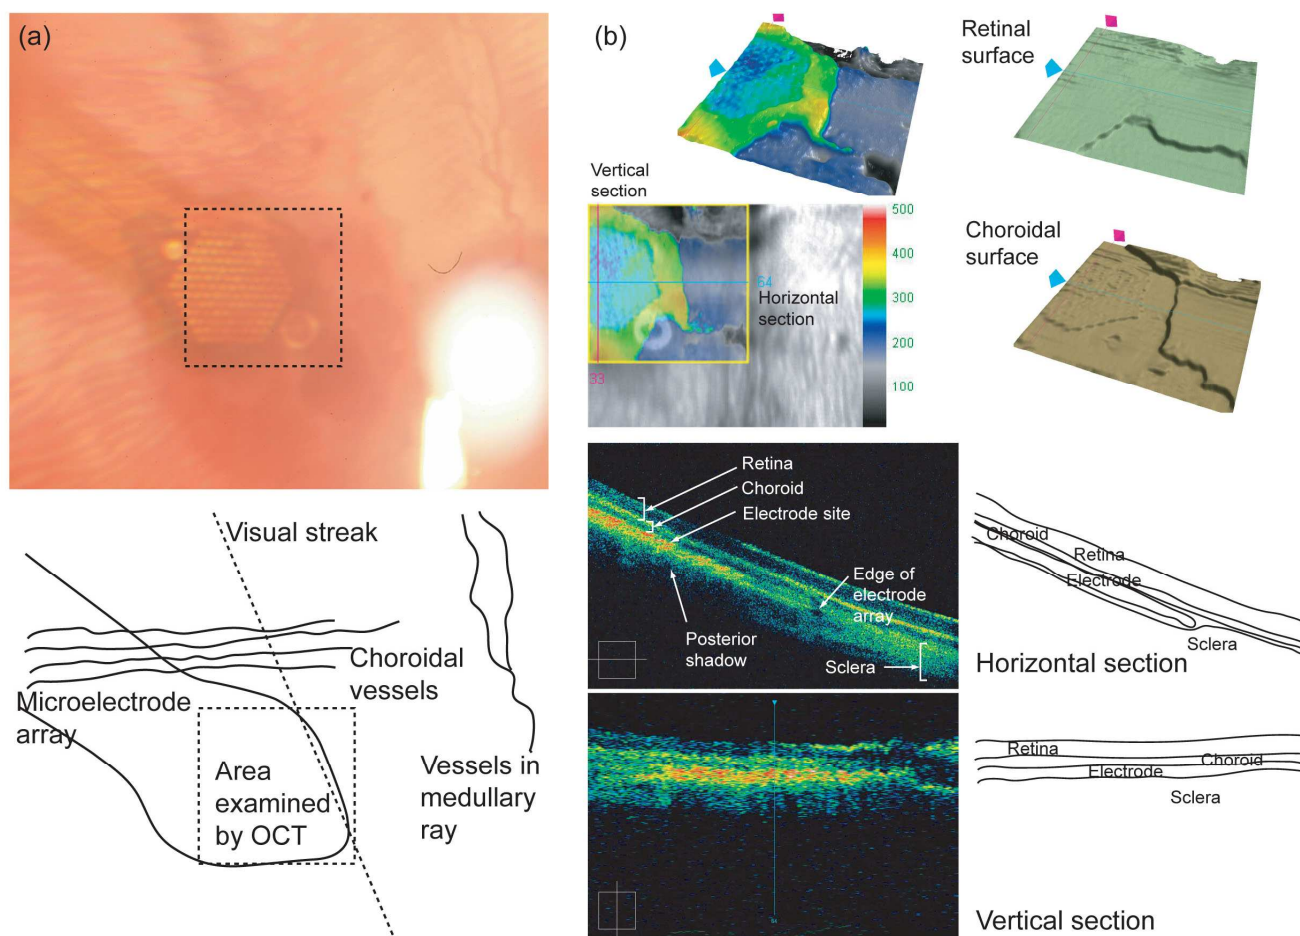 (a)
Visual streak
Choroidal
vessels
Microelectrode
array
Area
examined
by OCT
Vessels in
medullary
ray
(b)
Retinal
surface
Vertical
section
500
400
300
200
100
64
Horizontal
section
33
Choroidal
surface
Retina
Choroid
Electrode site
Edge of
electrode
array
Posterior
shadow
Sclera
Choroid
Retina
Electrode
Sclera
Horizontal section
Retina
Choroid
Electrode
Sclera
Vertical section